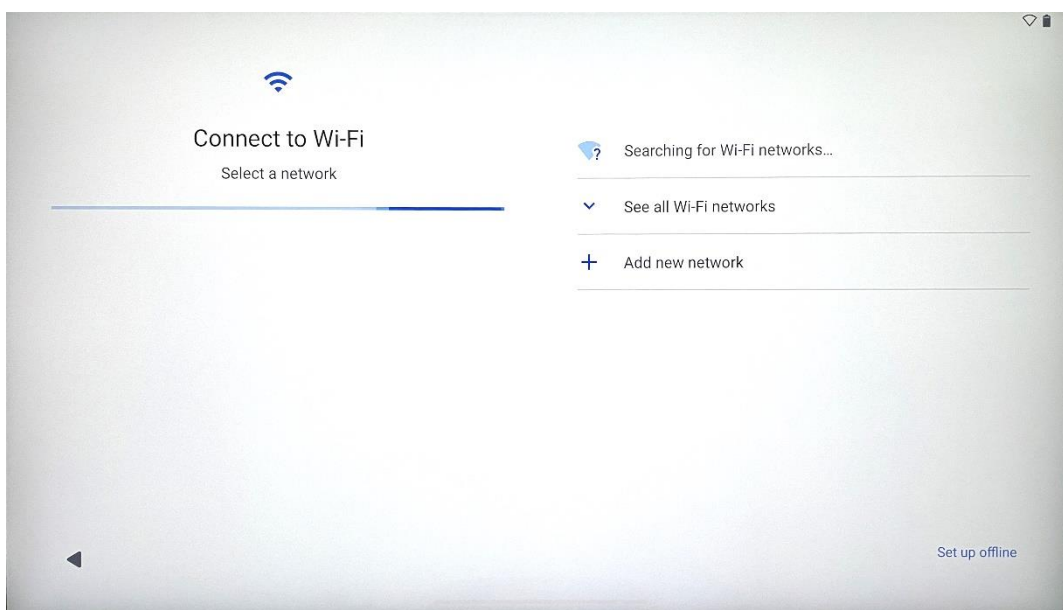 Connect to Wi-Fi
Select a network
Searching for Wi-Fi networks…
See all Wi-Fi networks
Add new network
Set up offline